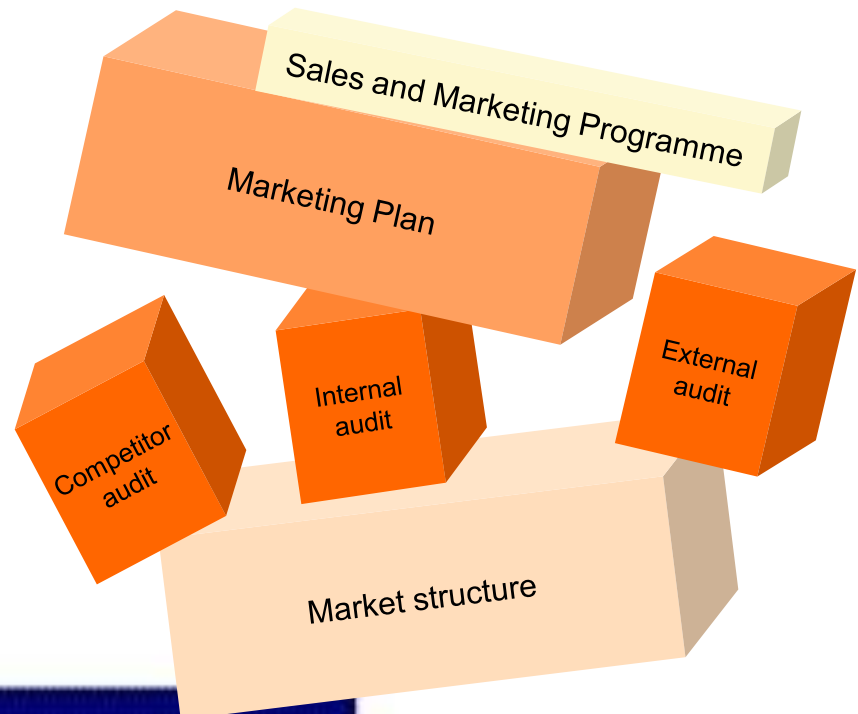 Sales and Marketing Programme
Marketing Plan
External
audit
Internal
audit
Competitor
audit
Market structure